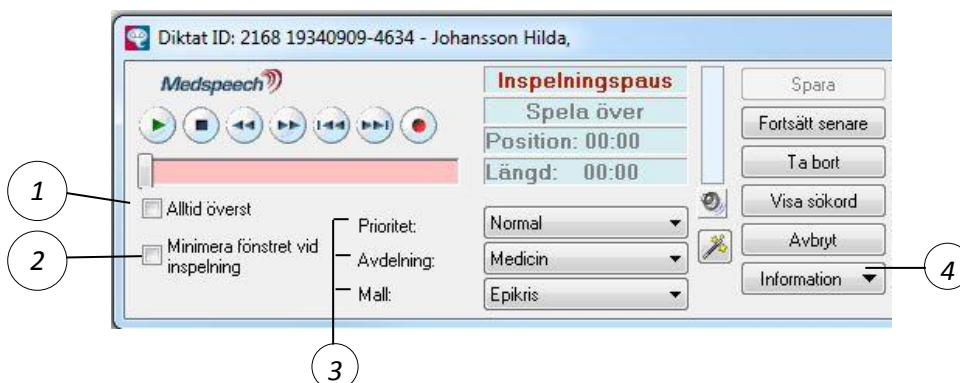 Diktat ID: 2168 19340909-4634 - Johansson Hilda,
Medspeech
Inspelningspaus
Spela över
Position: 00:00
Längd: 00:00
Spara
Fortsätt senare
Ta bort
Visa sökord
Avbryt
Information
1
Alltid överst
2
Minimera fönstret vid
inspelning
Prioritet:
Normal
Avdelning:
Medicin
Mall:
Epikris
3
4